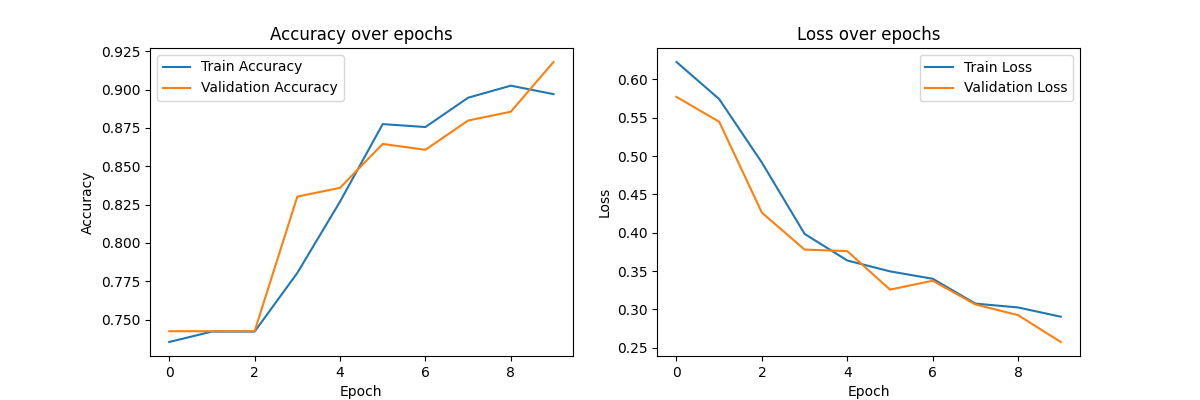 Accuracy over epochs
Train Accuracy
Validation Accuracy
0.925
0.900
0.875
0.850
0.825
0.800
0.775
0.750
Accuracy
0 2 4 6 8
Epoch
Loss over epochs
Train Loss
Validation Loss
0.60
0.55
0.50
0.45
0.40
0.35
0.30
0.25
Loss
0 2 4 6 8
Epoch